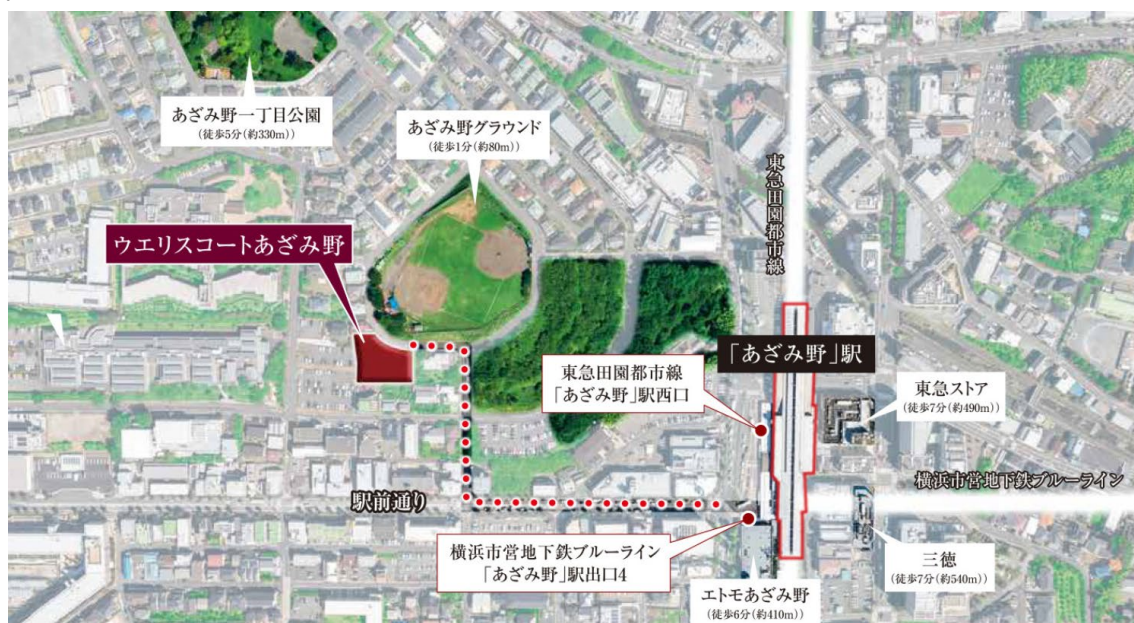 あざみ野一丁目公園
(徒歩5分(約330m))
あざみ野グラウンド
(徒歩1分(約80m))
ウエリスコートあざみ野
東急田園都市線
「あざみ野」駅
東急田園都市線
「あざみ野」駅西口
東急ストア
(徒歩7分(約490m))
横浜市営地下鉄ブルーライン
駅前通り
横浜市営地下鉄ブルーライン
「あざみ野」駅出口4
三徳
(徒歩7分(約540m))
エトモあざみ野
(徒歩6分(約410m))